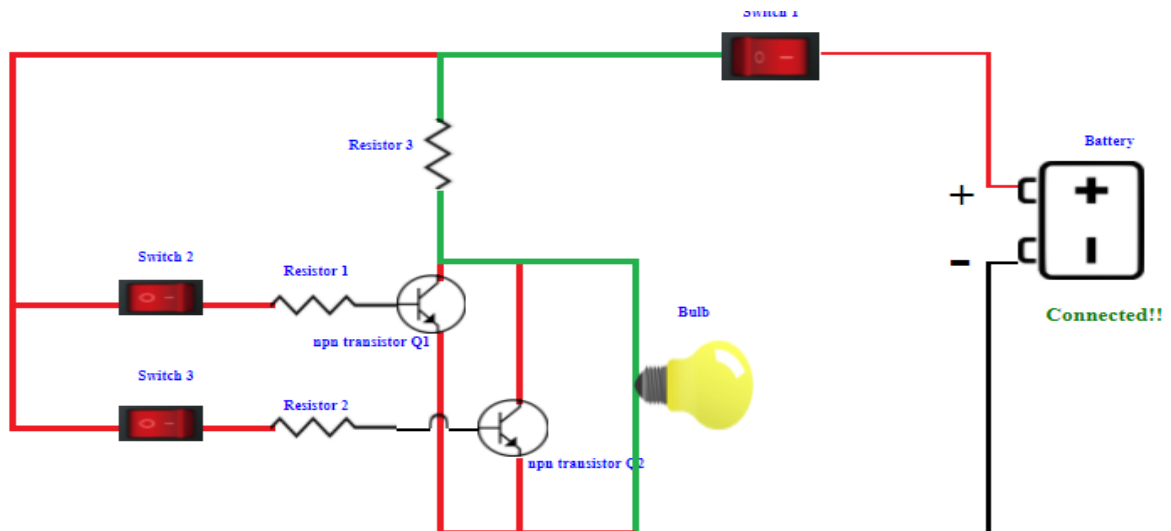 Switch 1
Resistor 3
Battery
+
-
Switch 2
Resistor 1
npn transistor Q1
Bulb
Connected!!
Switch 3
Resistor 2
npn transistor Q2